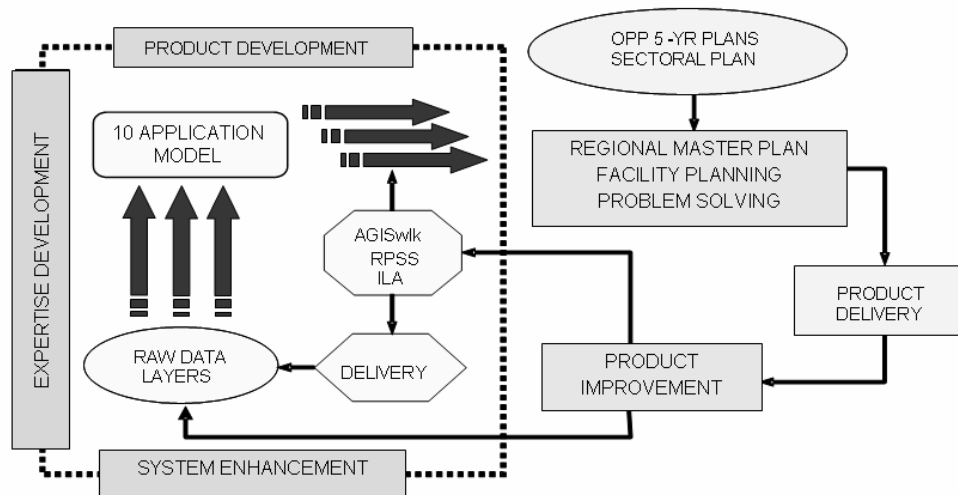 PRODUCT DEVELOPMENT
OPP 5 -YR PLANS
SECTORAL PLAN
EXPERTISE DEVELOPMENT
10 APPLICATION
MODEL
REGIONAL MASTER PLAN
FACILITY PLANNING
PROBLEM SOLVING
AGISwlk
RPSS
ILA
PRODUCT
DELIVERY
RAW DATA
LAYERS
DELIVERY
PRODUCT
IMPROVEMENT
SYSTEM ENHANCEMENT